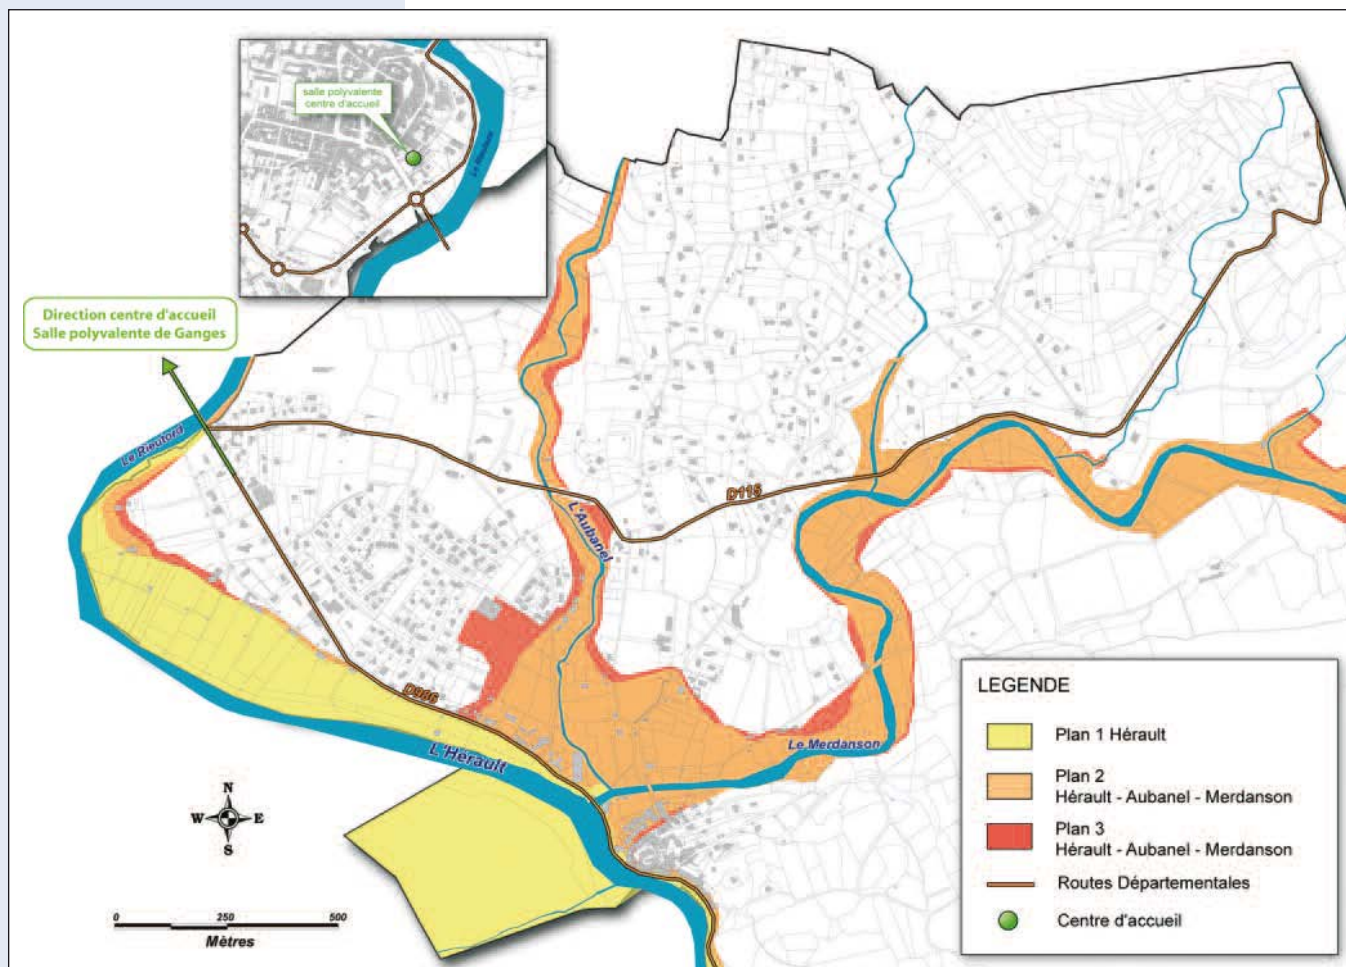 salle polyvalente
centre d'accueil
Direction centre d'accueil
Salle polyvalente de Ganges
Le Rieutord
D115
L'Aubanel
D986
L'Hérault
Le Merdanson
N
W
E
S
0
250
500
Mètres
LEGENDE
Plan 1 Hérault
Plan 2
Hérault - Aubanel - Merdanson
Plan 3
Hérault - Aubanel - Merdanson
Routes Départementales
Centre d'accueil